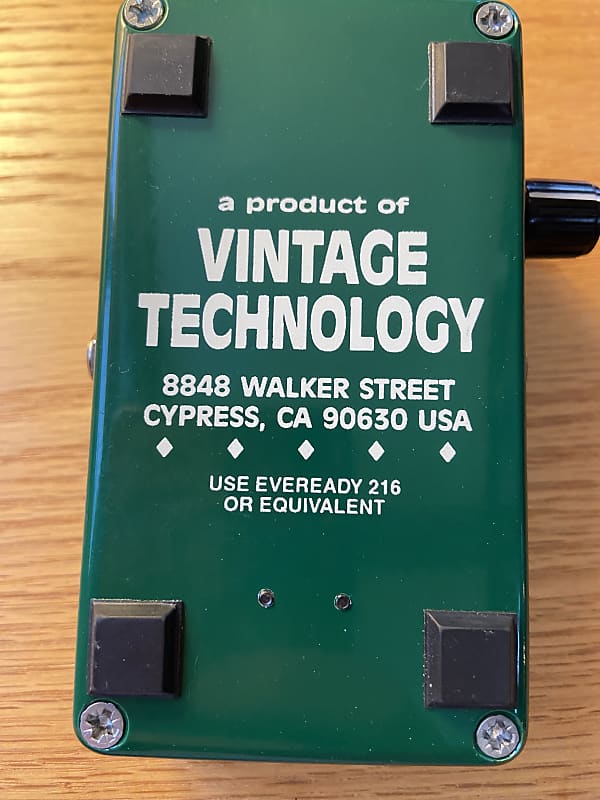 a product of
VINTAGE
TECHNOLOGY
8848 WALKER STREET
CYPRESS, CA 90630 USA
USE EVEREADY 216
OR EQUIVALENT